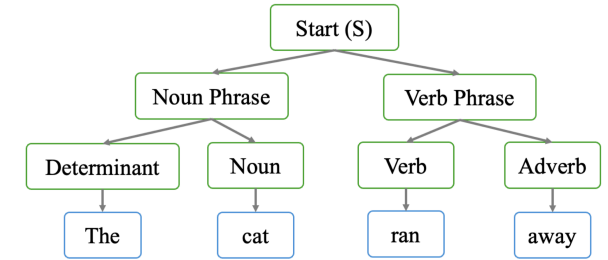 Start (S)
Noun Phrase
Verb Phrase
Determinant
Noun
Verb
Adverb
The
cat
ran
away